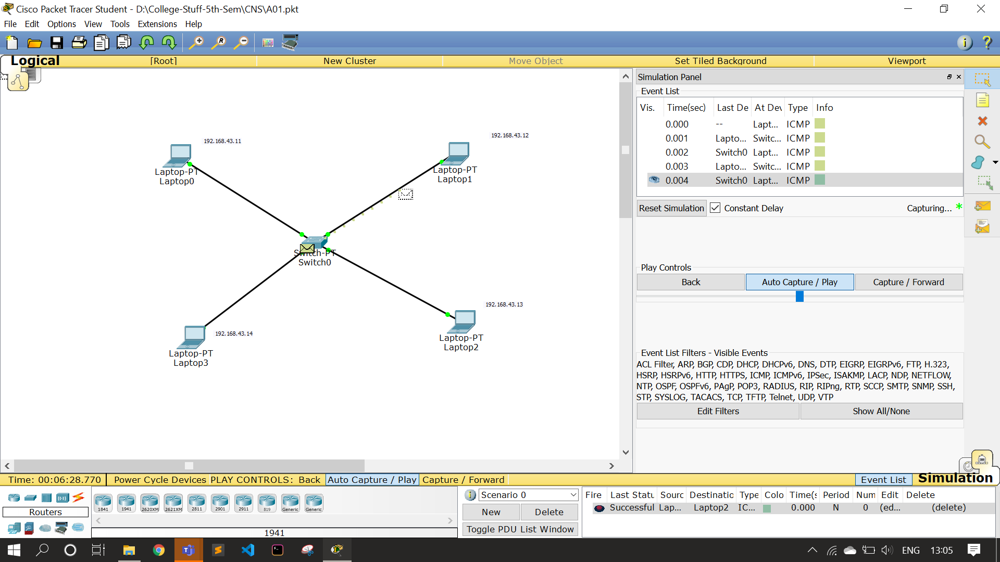 Cisco Packet Tracer Student - D:\College-Stuff-5th-Sem\CNS\A01.pkt
File Edit Options View Tools Extensions Help
Logical [Root] New Cluster Move Object Set Tiled Background Viewport
192.168.43.11
Laptop-PT
Laptop0
192.168.43.12
Laptop-PT
Laptop1
Switch-PT
Switch0
192.168.43.13
Laptop-PT
Laptop2
192.168.43.14
Laptop-PT
Laptop3
Simulation Panel
Event List
Vis. Time(sec) Last De At Dev Type Info
0.000 -- Lapt... ICMP
0.001 Lapto... Switc... ICMP
0.002 Switch0 Lapt... ICMP
0.003 Lapto... Switc... ICMP
0.004 Switch0 Lapt... ICMP
Reset Simulation Constant Delay Capturing... *
Play Controls
Back Auto Capture / Play Capture / Forward
Event List Filters - Visible Events
ACL Filter, ARP, BGP, CDP, DHCP, DHCPv6, DNS, DTP, EIGRP, EIGRPv6, FTP, H.323,
HSRP, HSRPv6, HTTP, HTTPS, ICMP, ICMPv6, IPSec, ISAKMP, LACP, NDP, NETFLOW,
NTP, OSPF, OSPFv6, PAgP, POP3, RADIUS, RIP, RIPng, RTP, SCCP, SMTP, SNMP, SSH,
STP, SYSLOG, TACACS, TCP, TFTP, Telnet, UDP, VTP
Edit Filters Show All/None
Time: 00:06:28.770 Power Cycle Devices PLAY CONTROLS: Back Auto Capture / Play Capture / Forward Event List Simulation
Routers
1841 1941 2620XM 2621XM 2811 2901 2911 819 Generic Generic
1941
Scenario 0
New Delete
Toggle PDU List Window
Fire Last Statu Sourc Destinatio Type Colo Time(s Period Num Edit Delete
Successful Lap... Laptop2 IC... 0.000 N 0 (ed... (delete)
ENG 13:05